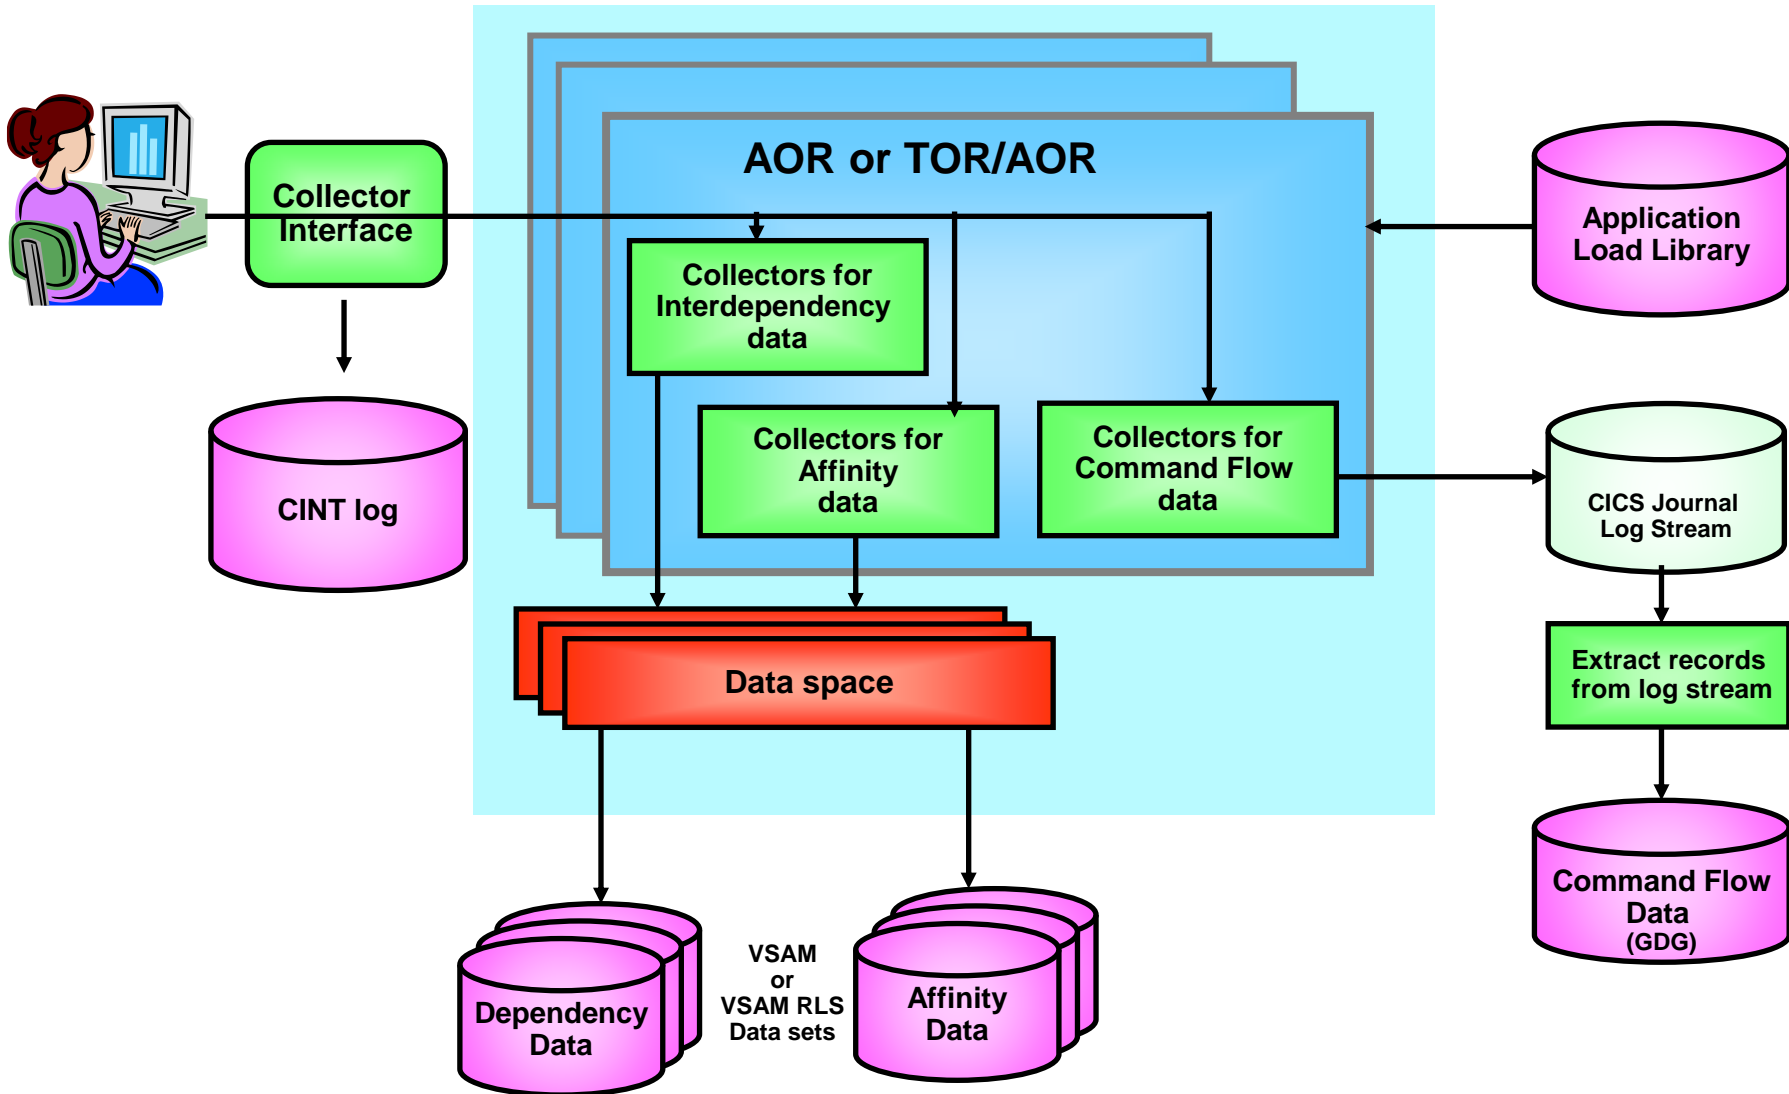 AOR or TOR/AOR
Collector
Interface
Application
Load Library
Collectors for
Interdependency
data
Collectors for
Affinity
data
Collectors for
Command Flow
data
CINT log
CICS Journal
Log Stream
Data space
Extract records
from log stream
Command Flow
Data
(GDG)
VSAM
or
VSAM RLS
Data sets
Dependency
Data
Affinity
Data